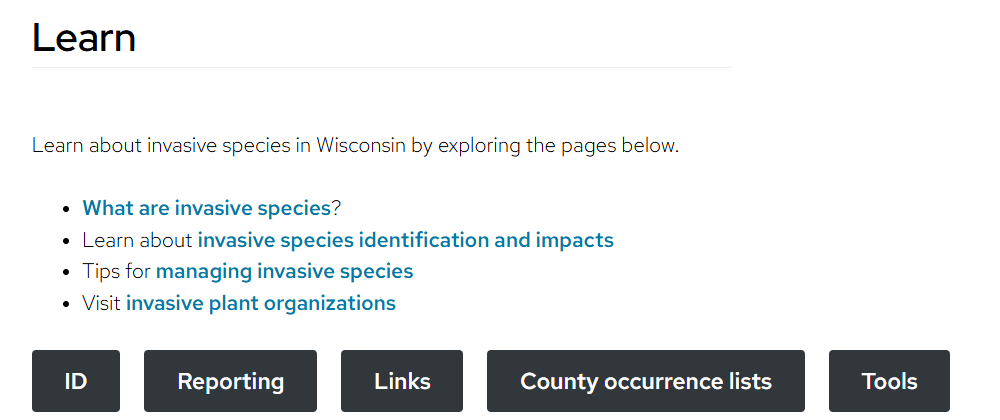 Learn
Learn about invasive species in Wisconsin by exploring the pages below.
• What are invasive species?
• Learn about invasive species identification and impacts
• Tips for managing invasive species
• Visit invasive plant organizations
ID Reporting Links County occurrence lists Tools